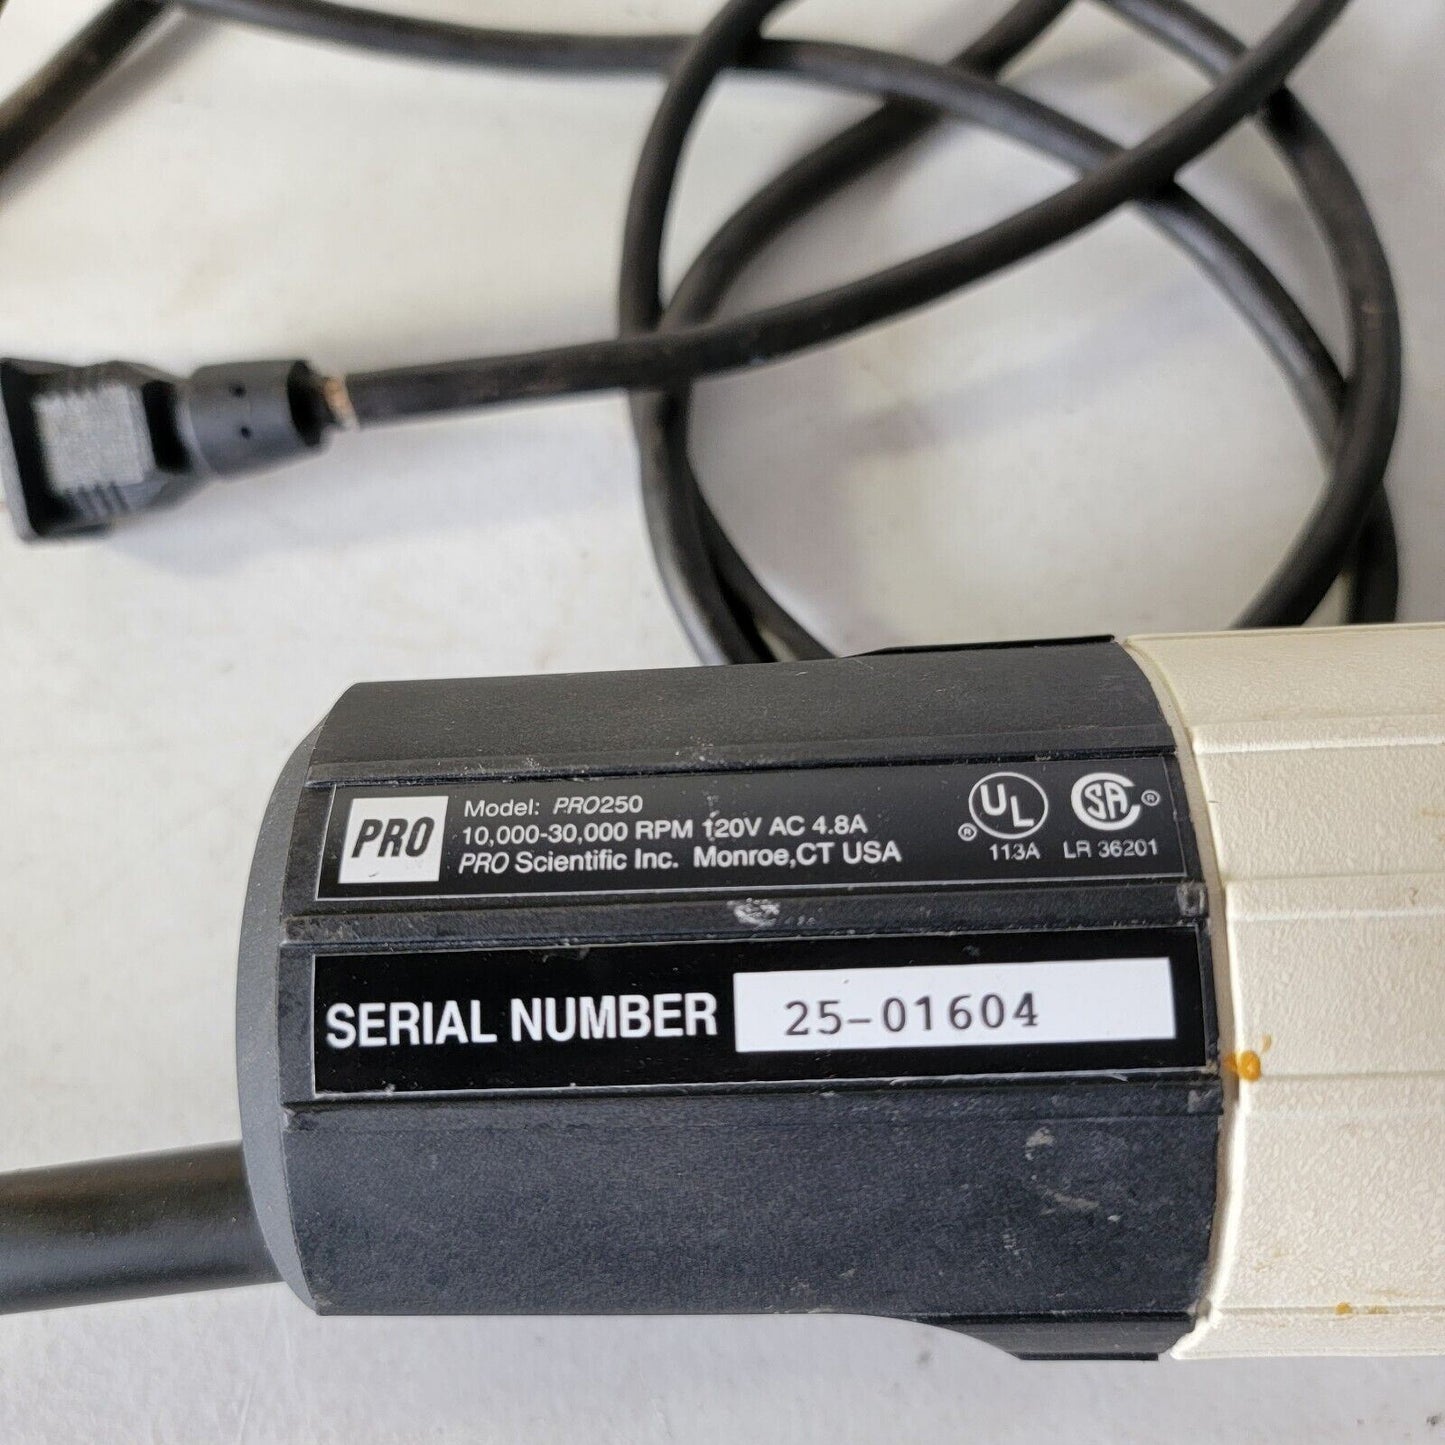 PRO
Model: PRO250
10,000-30,000 RPM 120V AC 4.8A
PRO Scientific Inc. Monroe,CT USA
® UL
113A
SA ®
LR 36201
SERIAL NUMBER 25-01604